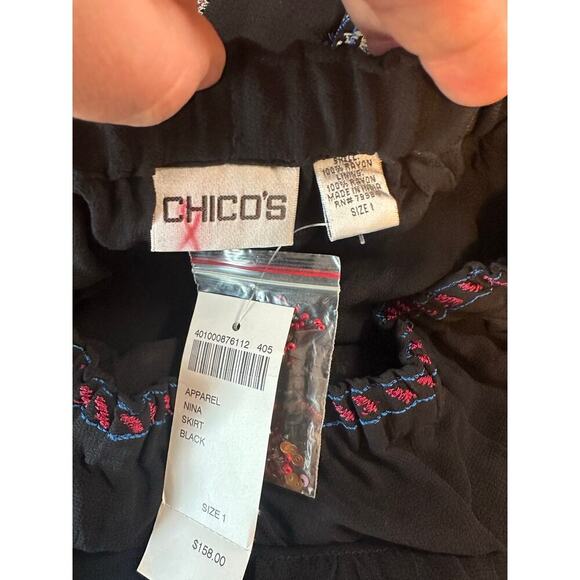 CHICO'S
X
SHELL:
100% RAYON
LINING:
100% RAYON
MADE IN INDIA
SIZE 1
401000876112 405
APPAREL
NINA
SKIRT
BLACK
SIZE 1
$158.00